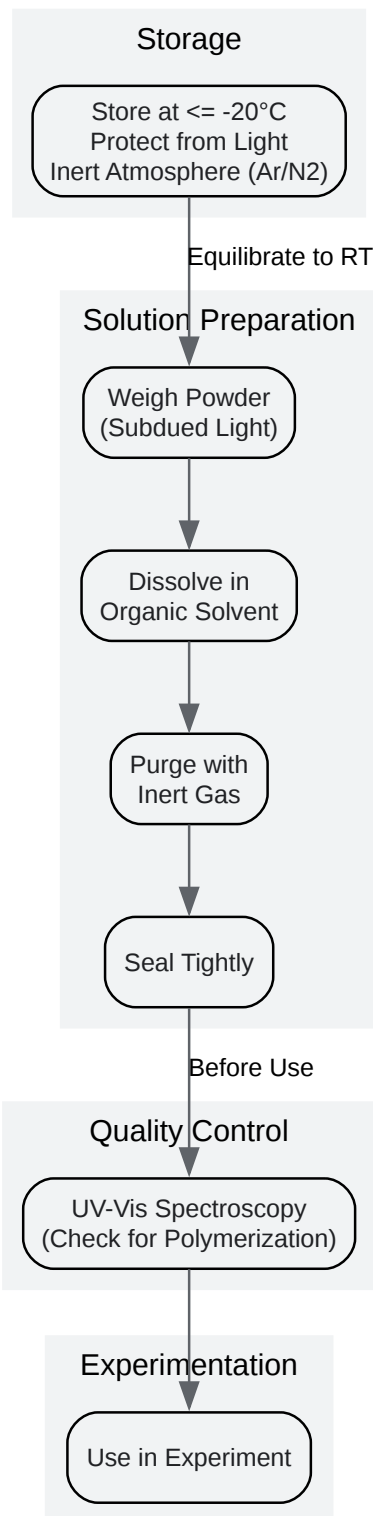 Storage
Store at <= -20°C
Protect from Light
Inert Atmosphere (Ar/N2)
Equilibrate to RT
Solution Preparation
Weigh Powder
(Subdued Light)
Dissolve in
Organic Solvent
Purge with
Inert Gas
Seal Tightly
Before Use
Quality Control
UV-Vis Spectroscopy
(Check for Polymerization)
Experimentation
Use in Experiment